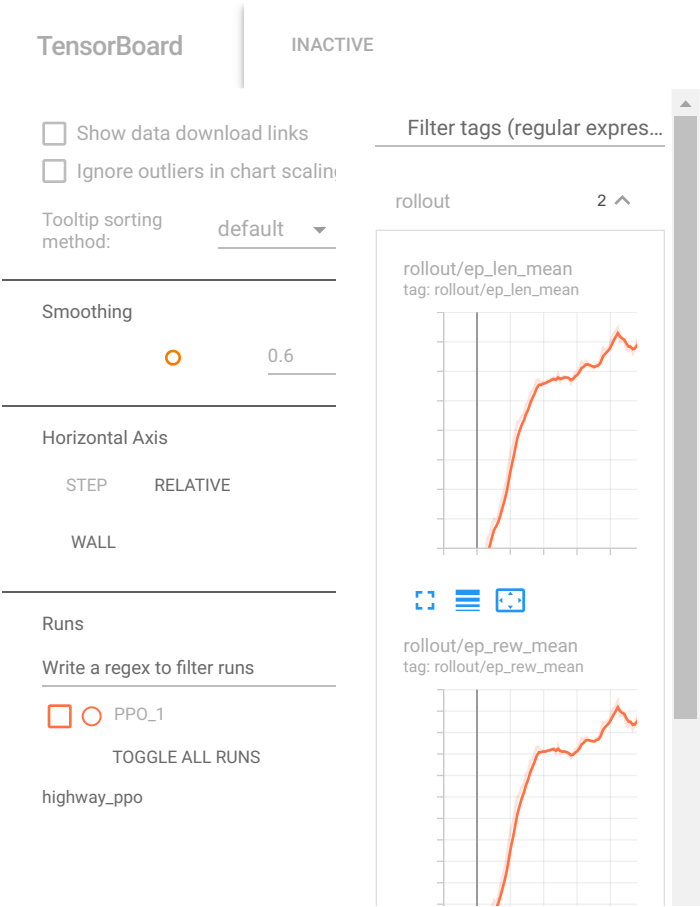 TensorBoard
INACTIVE
Show data download links
Ignore outliers in chart scaling
Tooltip sorting
method:
default
Smoothing
0.6
Horizontal Axis
STEP
RELATIVE
WALL
Runs
Write a regex to filter runs
PPO_1
TOGGLE ALL RUNS
highway_ppo
Filter tags (regular expres...
rollout
2
rollout/ep_len_mean
tag: rollout/ep_len_mean
rollout/ep_rew_mean
tag: rollout/ep_rew_mean